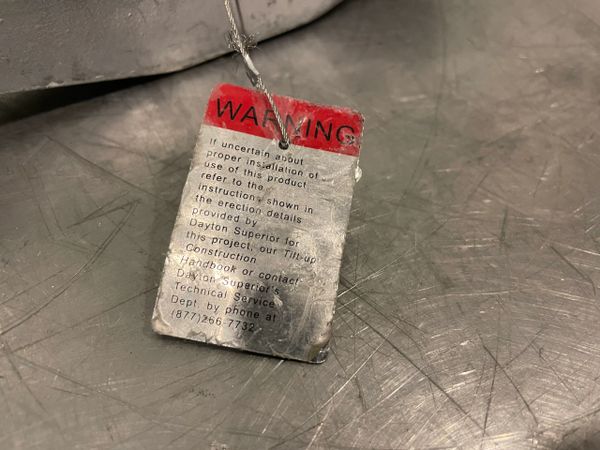 WARNING
If uncertain about
proper installation of
use of this product
refer to the
instructions shown in
the erection details
provided by
Dayton Superior for
this project, our Tilt-up
Construction
Handbook or contact
Dayton Superior's
Technical Service
Dept. by phone at
(877)266-7732